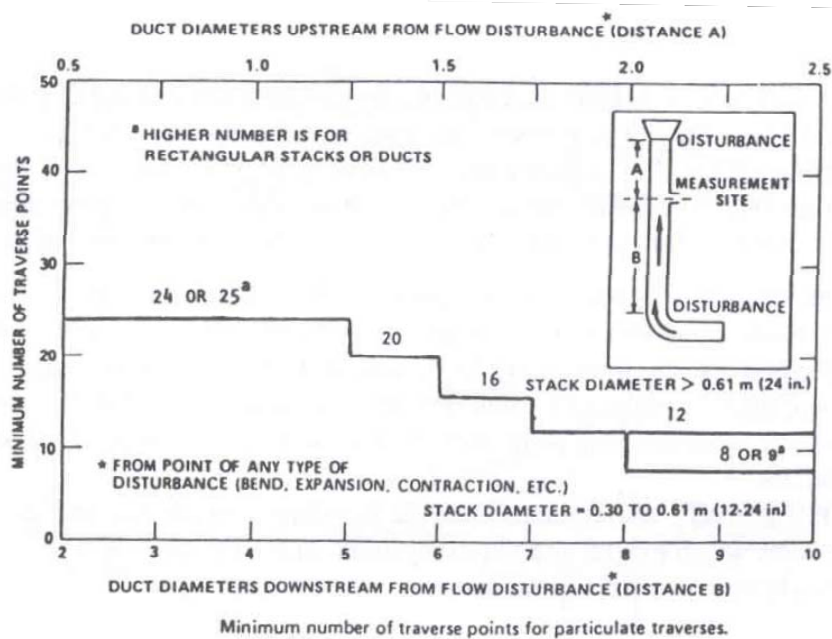 DUCT DIAMETERS UPSTREAM FROM FLOW DISTURBANCE* (DISTANCE A)
0.5 1.0 1.5 2.0 2.5
50
40
30
20
10
0
MINIMUM NUMBER OF TRAVERSE POINTS
a HIGHER NUMBER IS FOR
RECTANGULAR STACKS OR DUCTS
DISTURBANCE
A
MEASUREMENT
SITE
B
DISTURBANCE
24 OR 25a
20
16
STACK DIAMETER > 0.61 m (24 in.)
12
8 OR 9a
* FROM POINT OF ANY TYPE OF
DISTURBANCE (BEND, EXPANSION, CONTRACTION, ETC.)
STACK DIAMETER = 0.30 TO 0.61 m (12-24 in)
2 3 4 5 6 7 8 9 10
DUCT DIAMETERS DOWNSTREAM FROM FLOW DISTURBANCE* (DISTANCE B)
Minimum number of traverse points for particulate traverses.